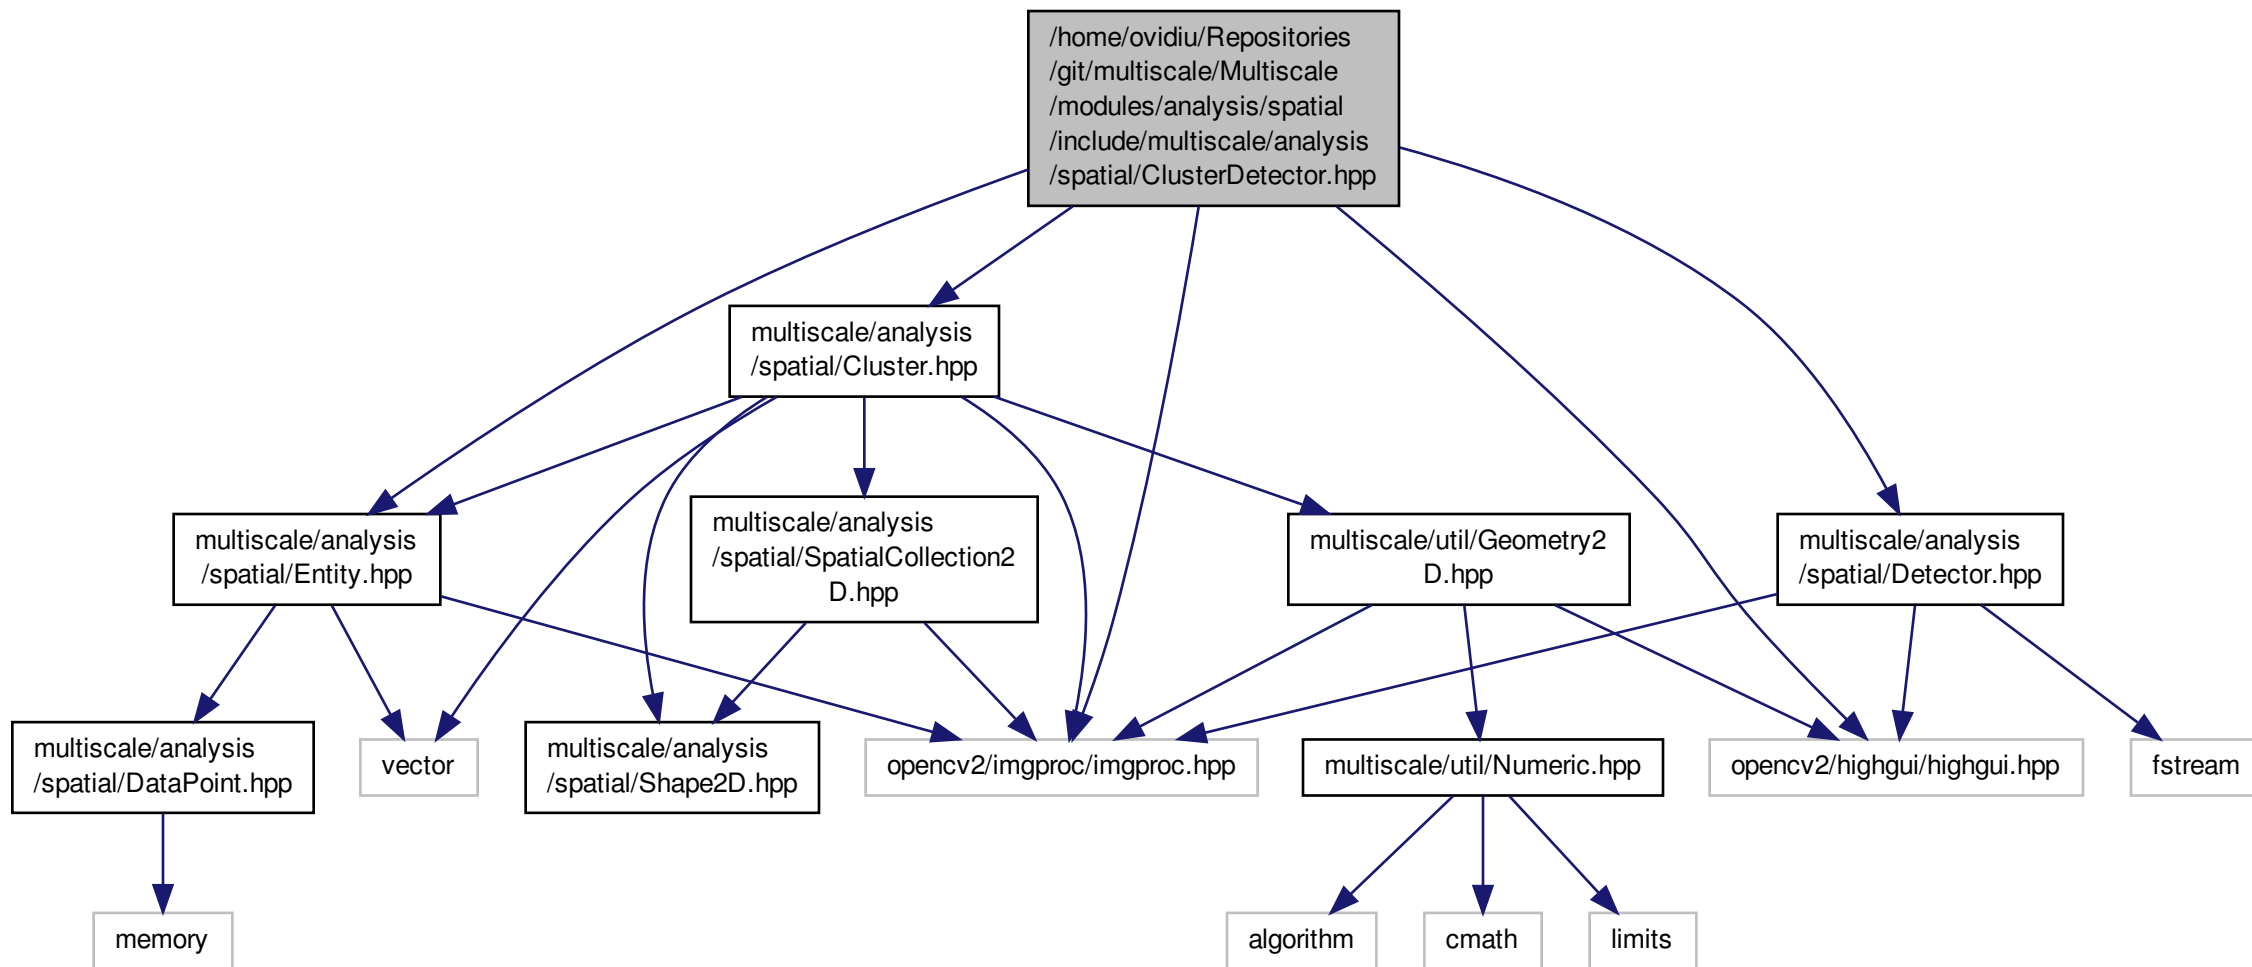 /home/ovidiu/Repositories
/git/multiscale/Multiscale
/modules/analysis/spatial
/include/multiscale/analysis
/spatial/ClusterDetector.hpp
multiscale/analysis
/spatial/Cluster.hpp
multiscale/analysis
/spatial/Entity.hpp
multiscale/analysis
/spatial/SpatialCollection2
D.hpp
multiscale/util/Geometry2
D.hpp
multiscale/analysis
/spatial/Detector.hpp
multiscale/analysis
/spatial/DataPoint.hpp
vector
multiscale/analysis
/spatial/Shape2D.hpp
opencv2/imgproc/imgproc.hpp
multiscale/util/Numeric.hpp
opencv2/highgui/highgui.hpp
fstream
memory
algorithm
cmath
limits